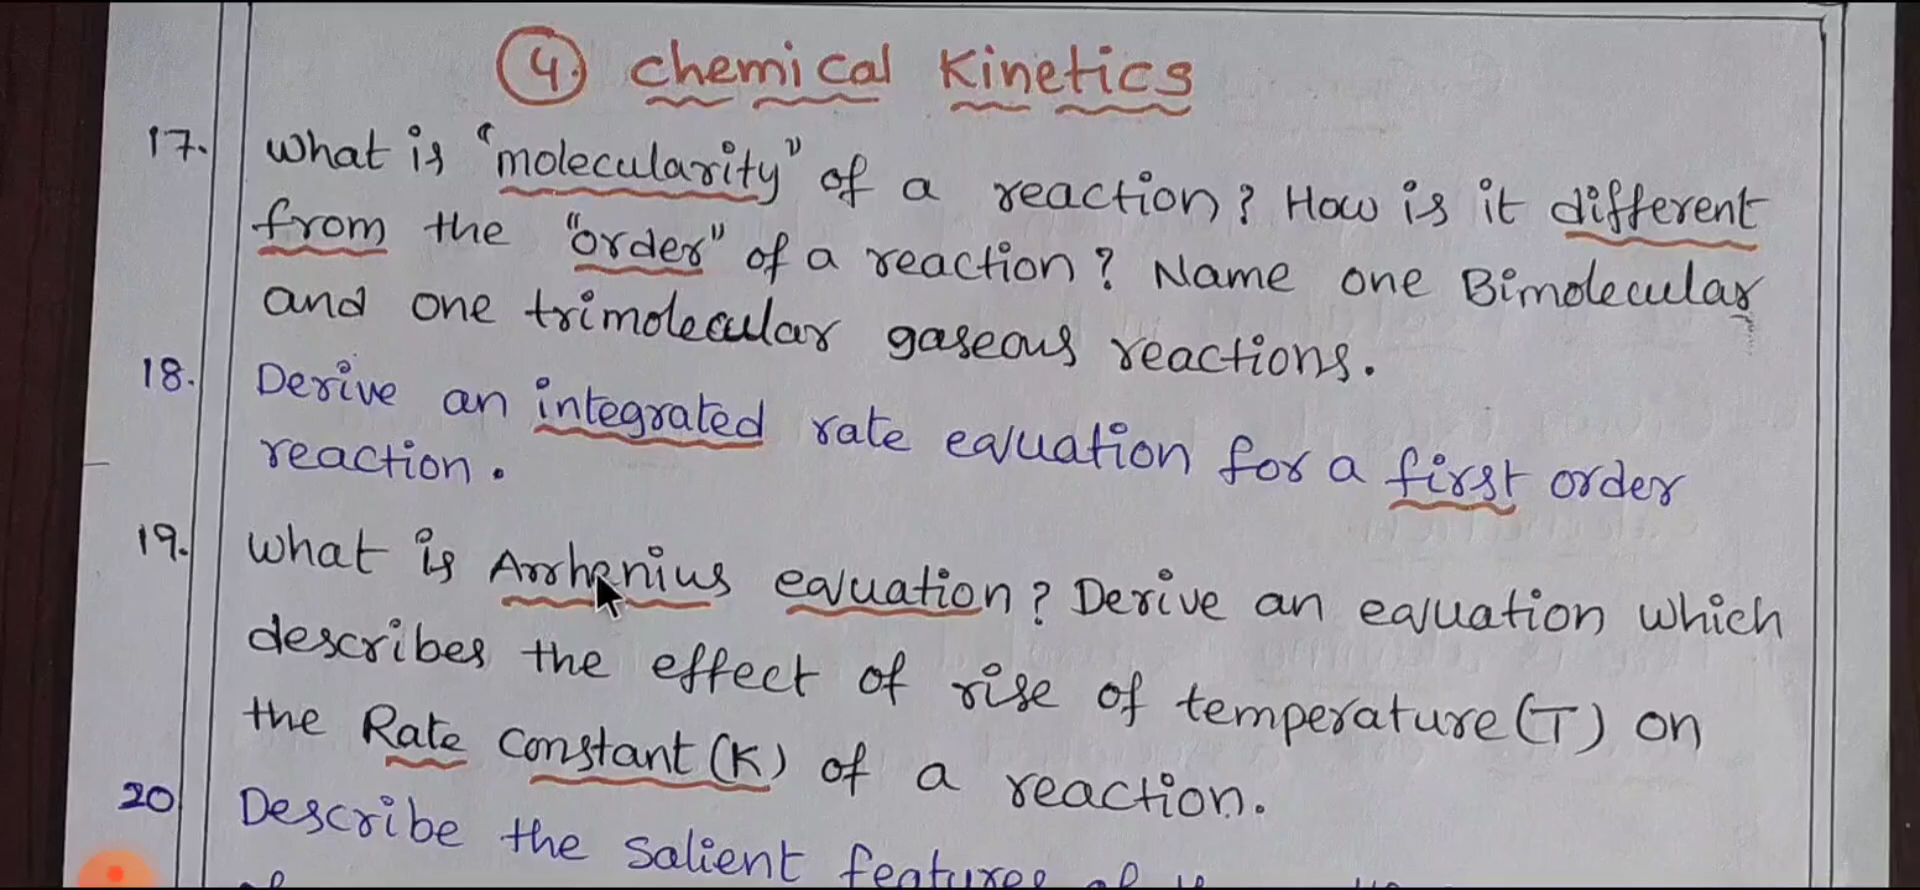 4. Chemical Kinetics
17. What is "molecularity" of a reaction? How is it different
from the "order" of a reaction? Name one Bimolecular
and one trimolecular gaseous reactions.
18. Derive an integrated rate equation for a first order
reaction.
19. What is Arrhenius equation? Derive an equation which
describes the effect of rise of temperature (T) on
the Rate constant (K) of a reaction.
20 Describe the salient features of